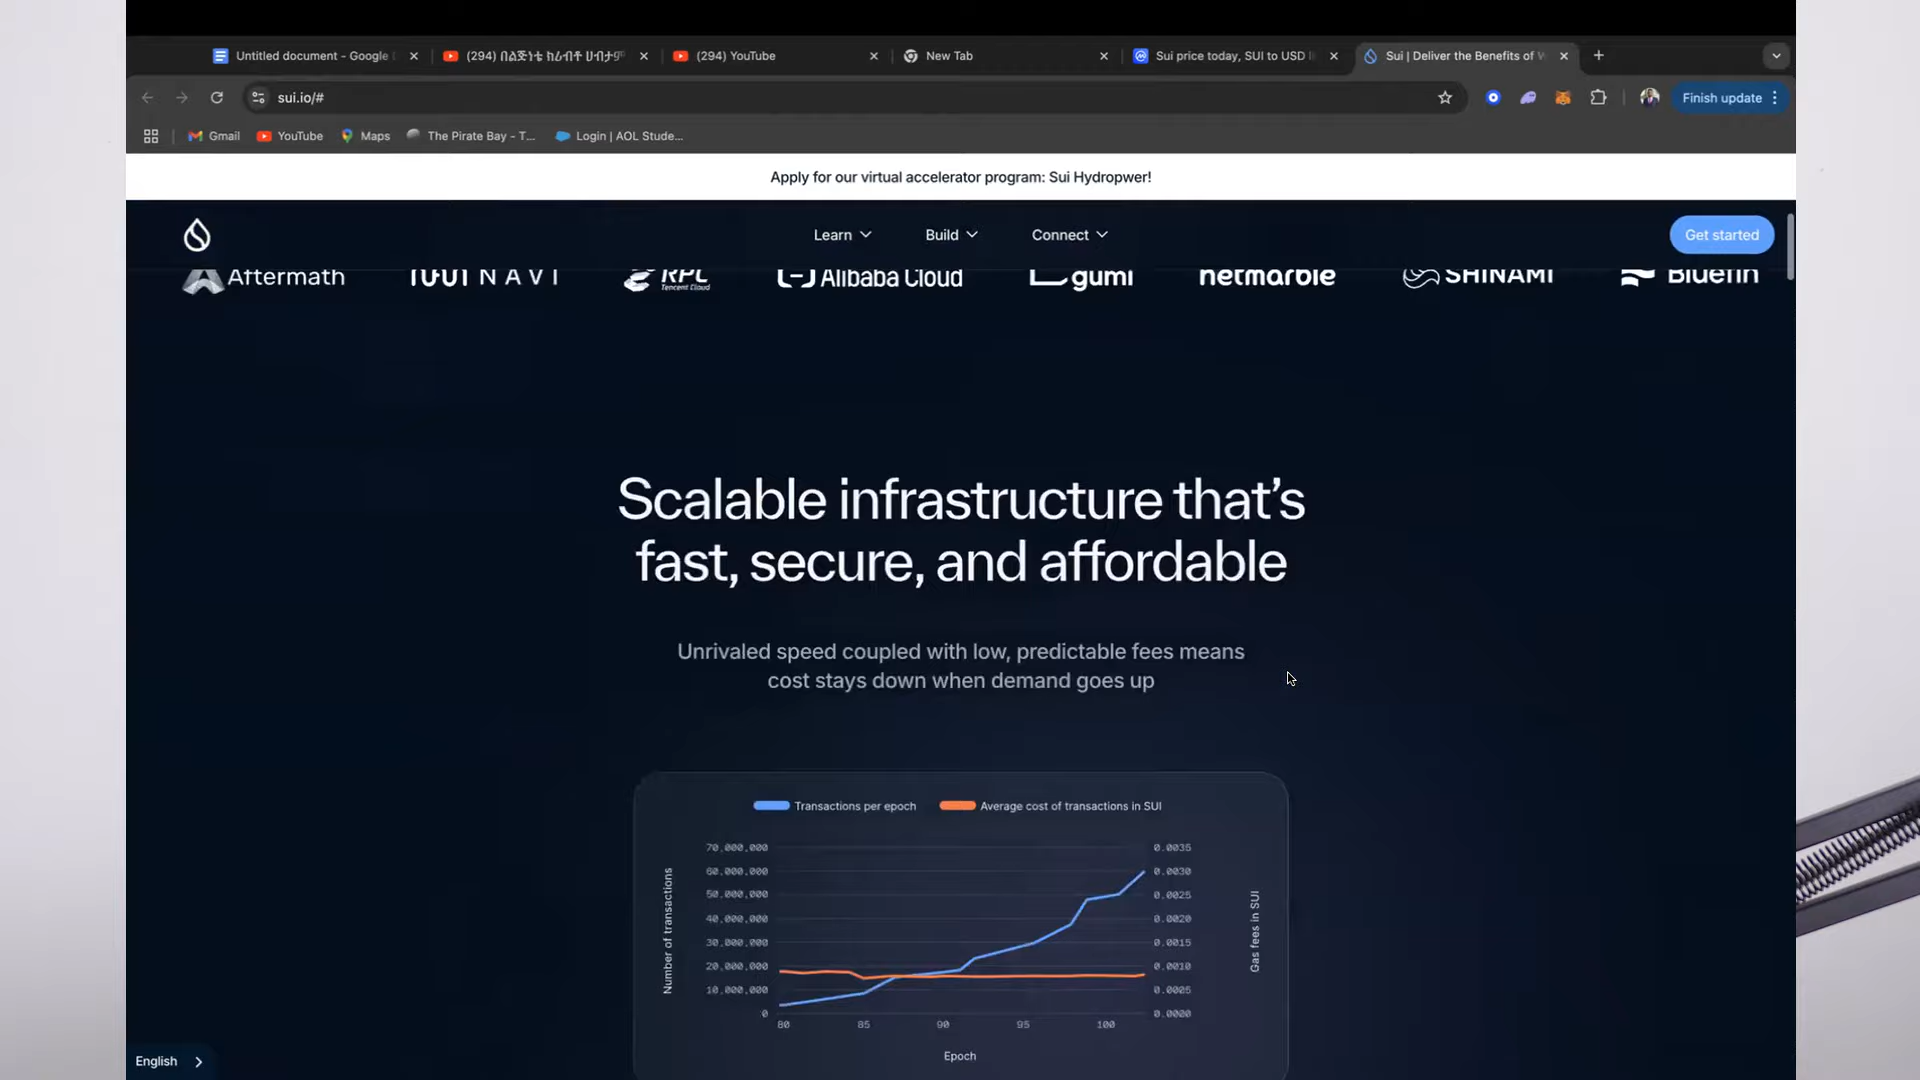 Untitled document - Google
(294) በልጅነቴ ከራብቶ ሀብታም
(294) YouTube
New Tab
Sui price today, SUI to USD l
Sui | Deliver the Benefits of W
sui.io/#
Finish update
Gmail
YouTube
Maps
The Pirate Bay - T...
Login | AOL Stude...
Apply for our virtual accelerator program: Sui Hydropwer!
Learn
Build
Connect
Get started
Aftermath
NAVI
RPL
Tencent Cloud
Alibaba Cloud
gumi
netmarble
SHINAMI
Bluefin
Scalable infrastructure that's
fast, secure, and affordable
Unrivaled speed coupled with low, predictable fees means
cost stays down when demand goes up
Transactions per epoch
Average cost of transactions in SUI
Number of transactions
70,000,000
60,000,000
50,000,000
40,000,000
30,000,000
20,000,000
10,000,000
0
0.0035
0.0030
0.0025
0.0020
0.0015
0.0010
0.0005
0.0000
Gas fees in SUI
80
85
90
95
100
Epoch
English